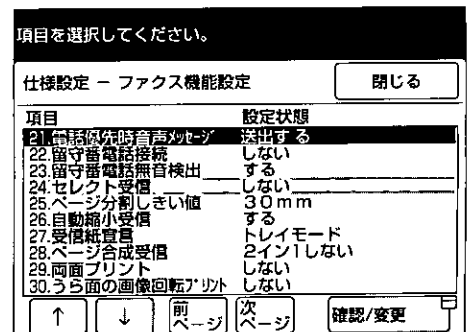 項目を選択してください。
仕様設定 － ファクス機能設定 閉じる
項目 設定状態
21.電話優先時音声ﾒｯｾｰｼﾞ 送出する
22.留守番電話接続 しない
23.留守番電話無音検出 する
24.セレクト受信 しない
25.ページ分割しきい値 30mm
26.自動縮小受信 する
27.受信紙宣言 トレイモード
28.ページ合成受信 2イン1しない
29.両面プリント しない
30.うら面の画像回転ﾌﾟﾘﾝﾄ しない
↑ ↓ 前ページ 次ページ 確認/変更